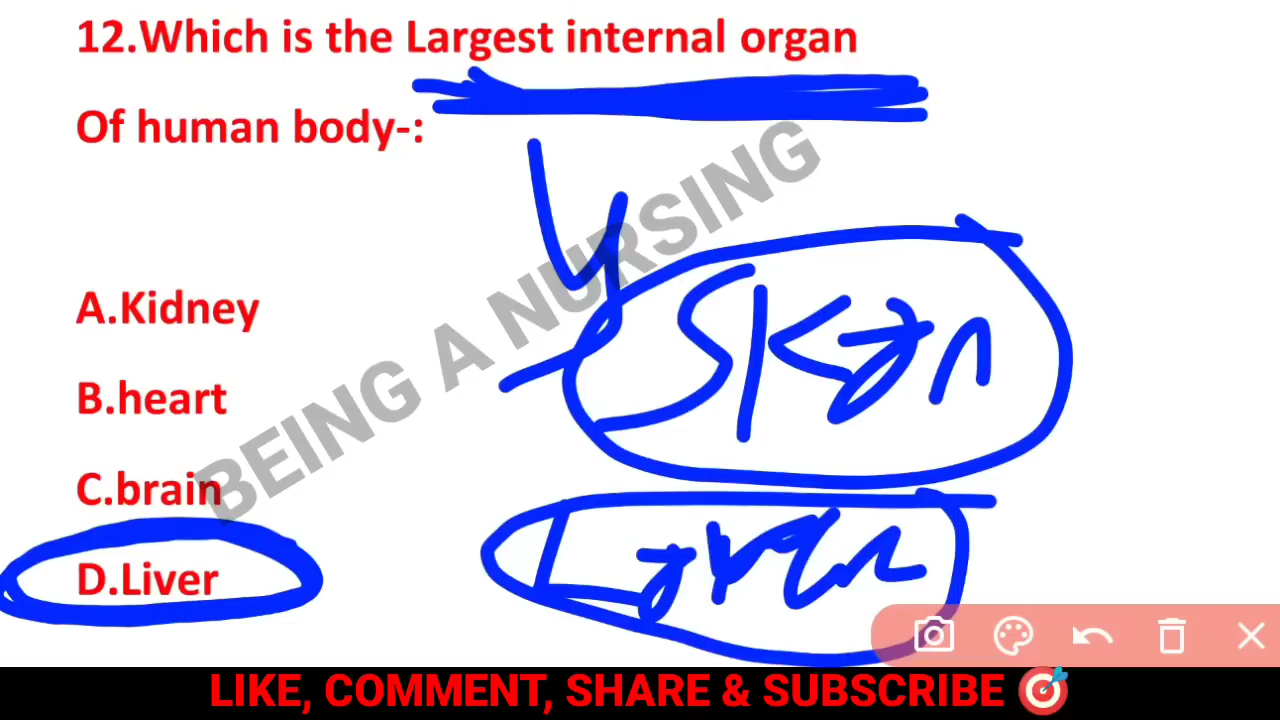 12.Which is the Largest internal organ
Of human body-:
A.Kidney
B.heart
C.brain
D.Liver
Skin
Liver
BEING A NURSING
LIKE, COMMENT, SHARE & SUBSCRIBE 🎯